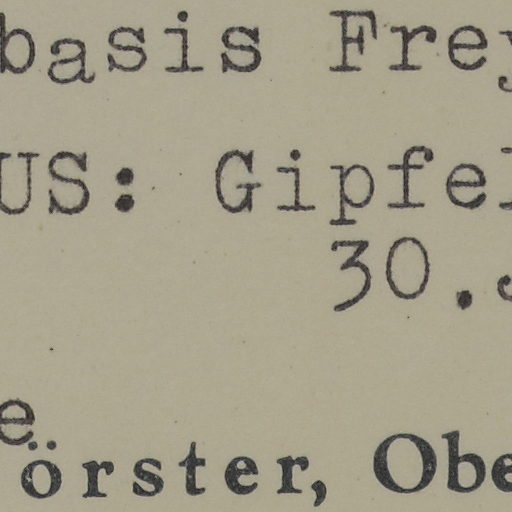 basis Frey
US: Gipfel
30.
e
örster, Obe